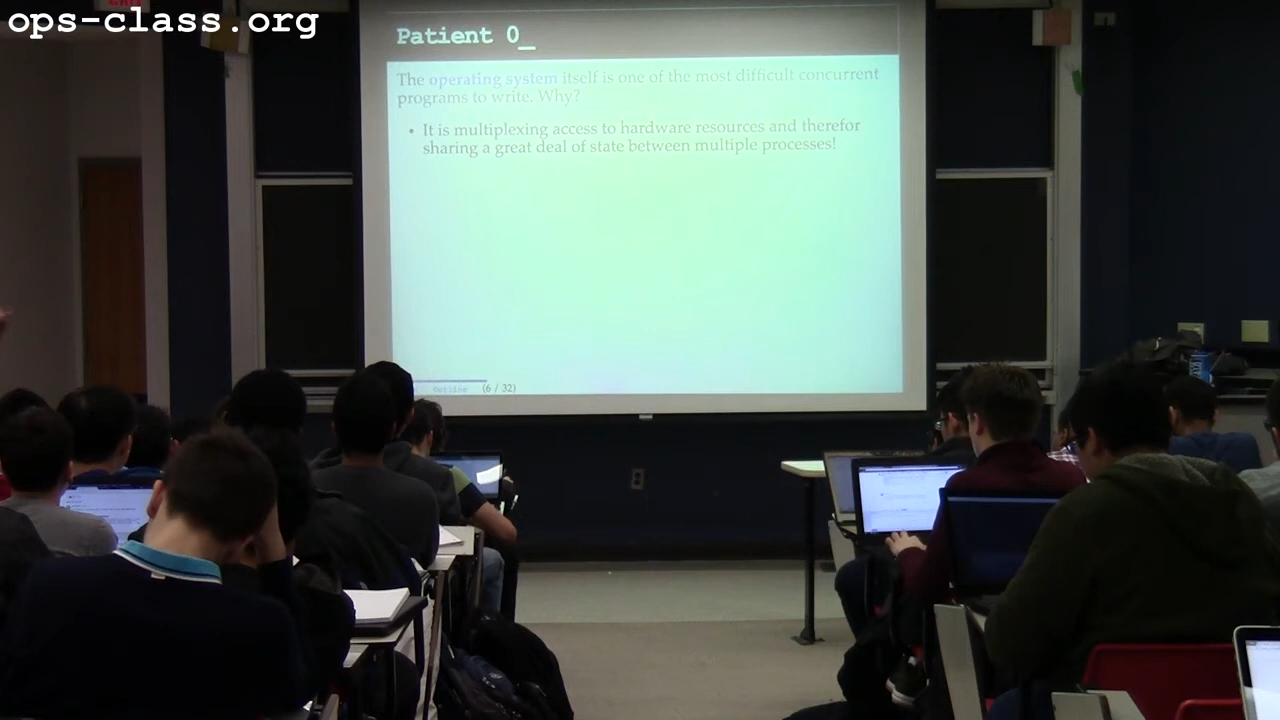 ops-class.org
Patient 0_
The operating system itself is one of the most difficult concurrent
programs to write. Why?
• It is multiplexing access to hardware resources and therefor
sharing a great deal of state between multiple processes!
Outline (6 / 32)